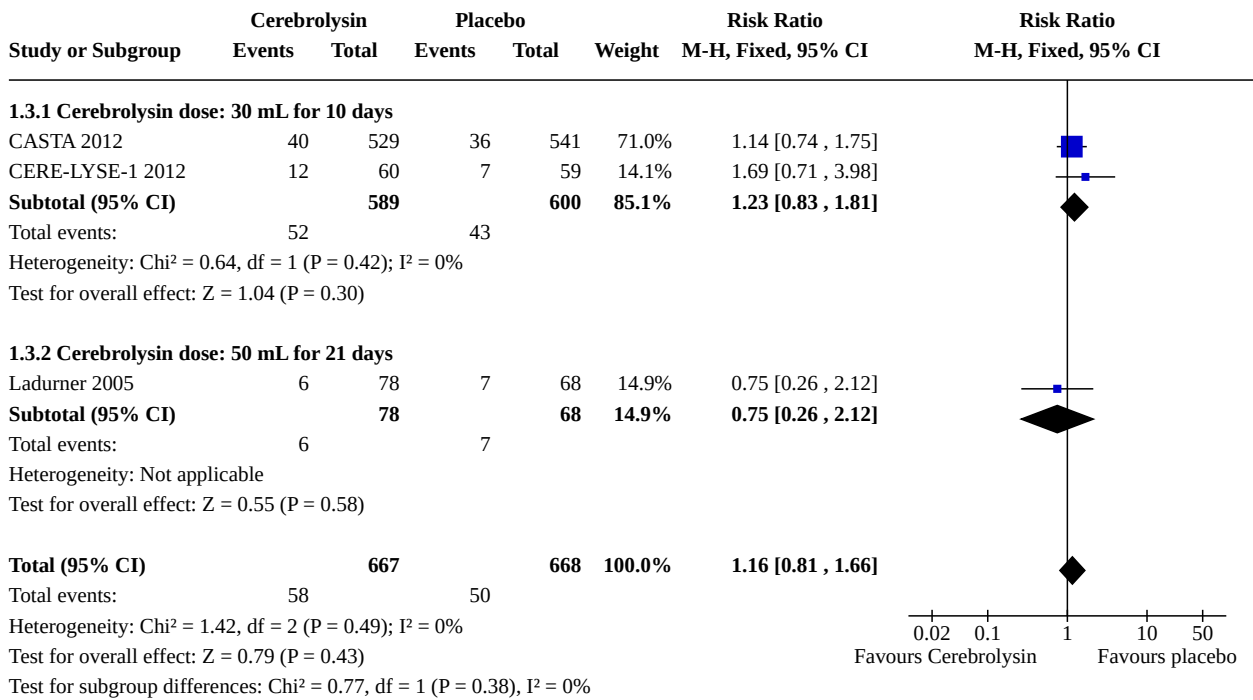 Cerebrolysin Placebo Risk Ratio Risk Ratio
Study or Subgroup Events Total Events Total Weight M-H, Fixed, 95% CI M-H, Fixed, 95% CI
1.3.1 Cerebrolysin dose: 30 mL for 10 days
CASTA 2012 40 529 36 541 71.0% 1.14 [0.74 , 1.75]
CERE-LYSE-1 2012 12 60 7 59 14.1% 1.69 [0.71 , 3.98]
Subtotal (95% CI) 589 600 85.1% 1.23 [0.83 , 1.81]
Total events: 52 43
Heterogeneity: Chi² = 0.64, df = 1 (P = 0.42); I² = 0%
Test for overall effect: Z = 1.04 (P = 0.30)
1.3.2 Cerebrolysin dose: 50 mL for 21 days
Ladurner 2005 6 78 7 68 14.9% 0.75 [0.26 , 2.12]
Subtotal (95% CI) 78 68 14.9% 0.75 [0.26 , 2.12]
Total events: 6 7
Heterogeneity: Not applicable
Test for overall effect: Z = 0.55 (P = 0.58)
Total (95% CI) 667 668 100.0% 1.16 [0.81 , 1.66]
Total events: 58 50
Heterogeneity: Chi² = 1.42, df = 2 (P = 0.49); I² = 0%
0.02 0.1 1 10 50
Test for overall effect: Z = 0.79 (P = 0.43) Favours Cerebrolysin Favours placebo
Test for subgroup differences: Chi² = 0.77, df = 1 (P = 0.38), I² = 0%